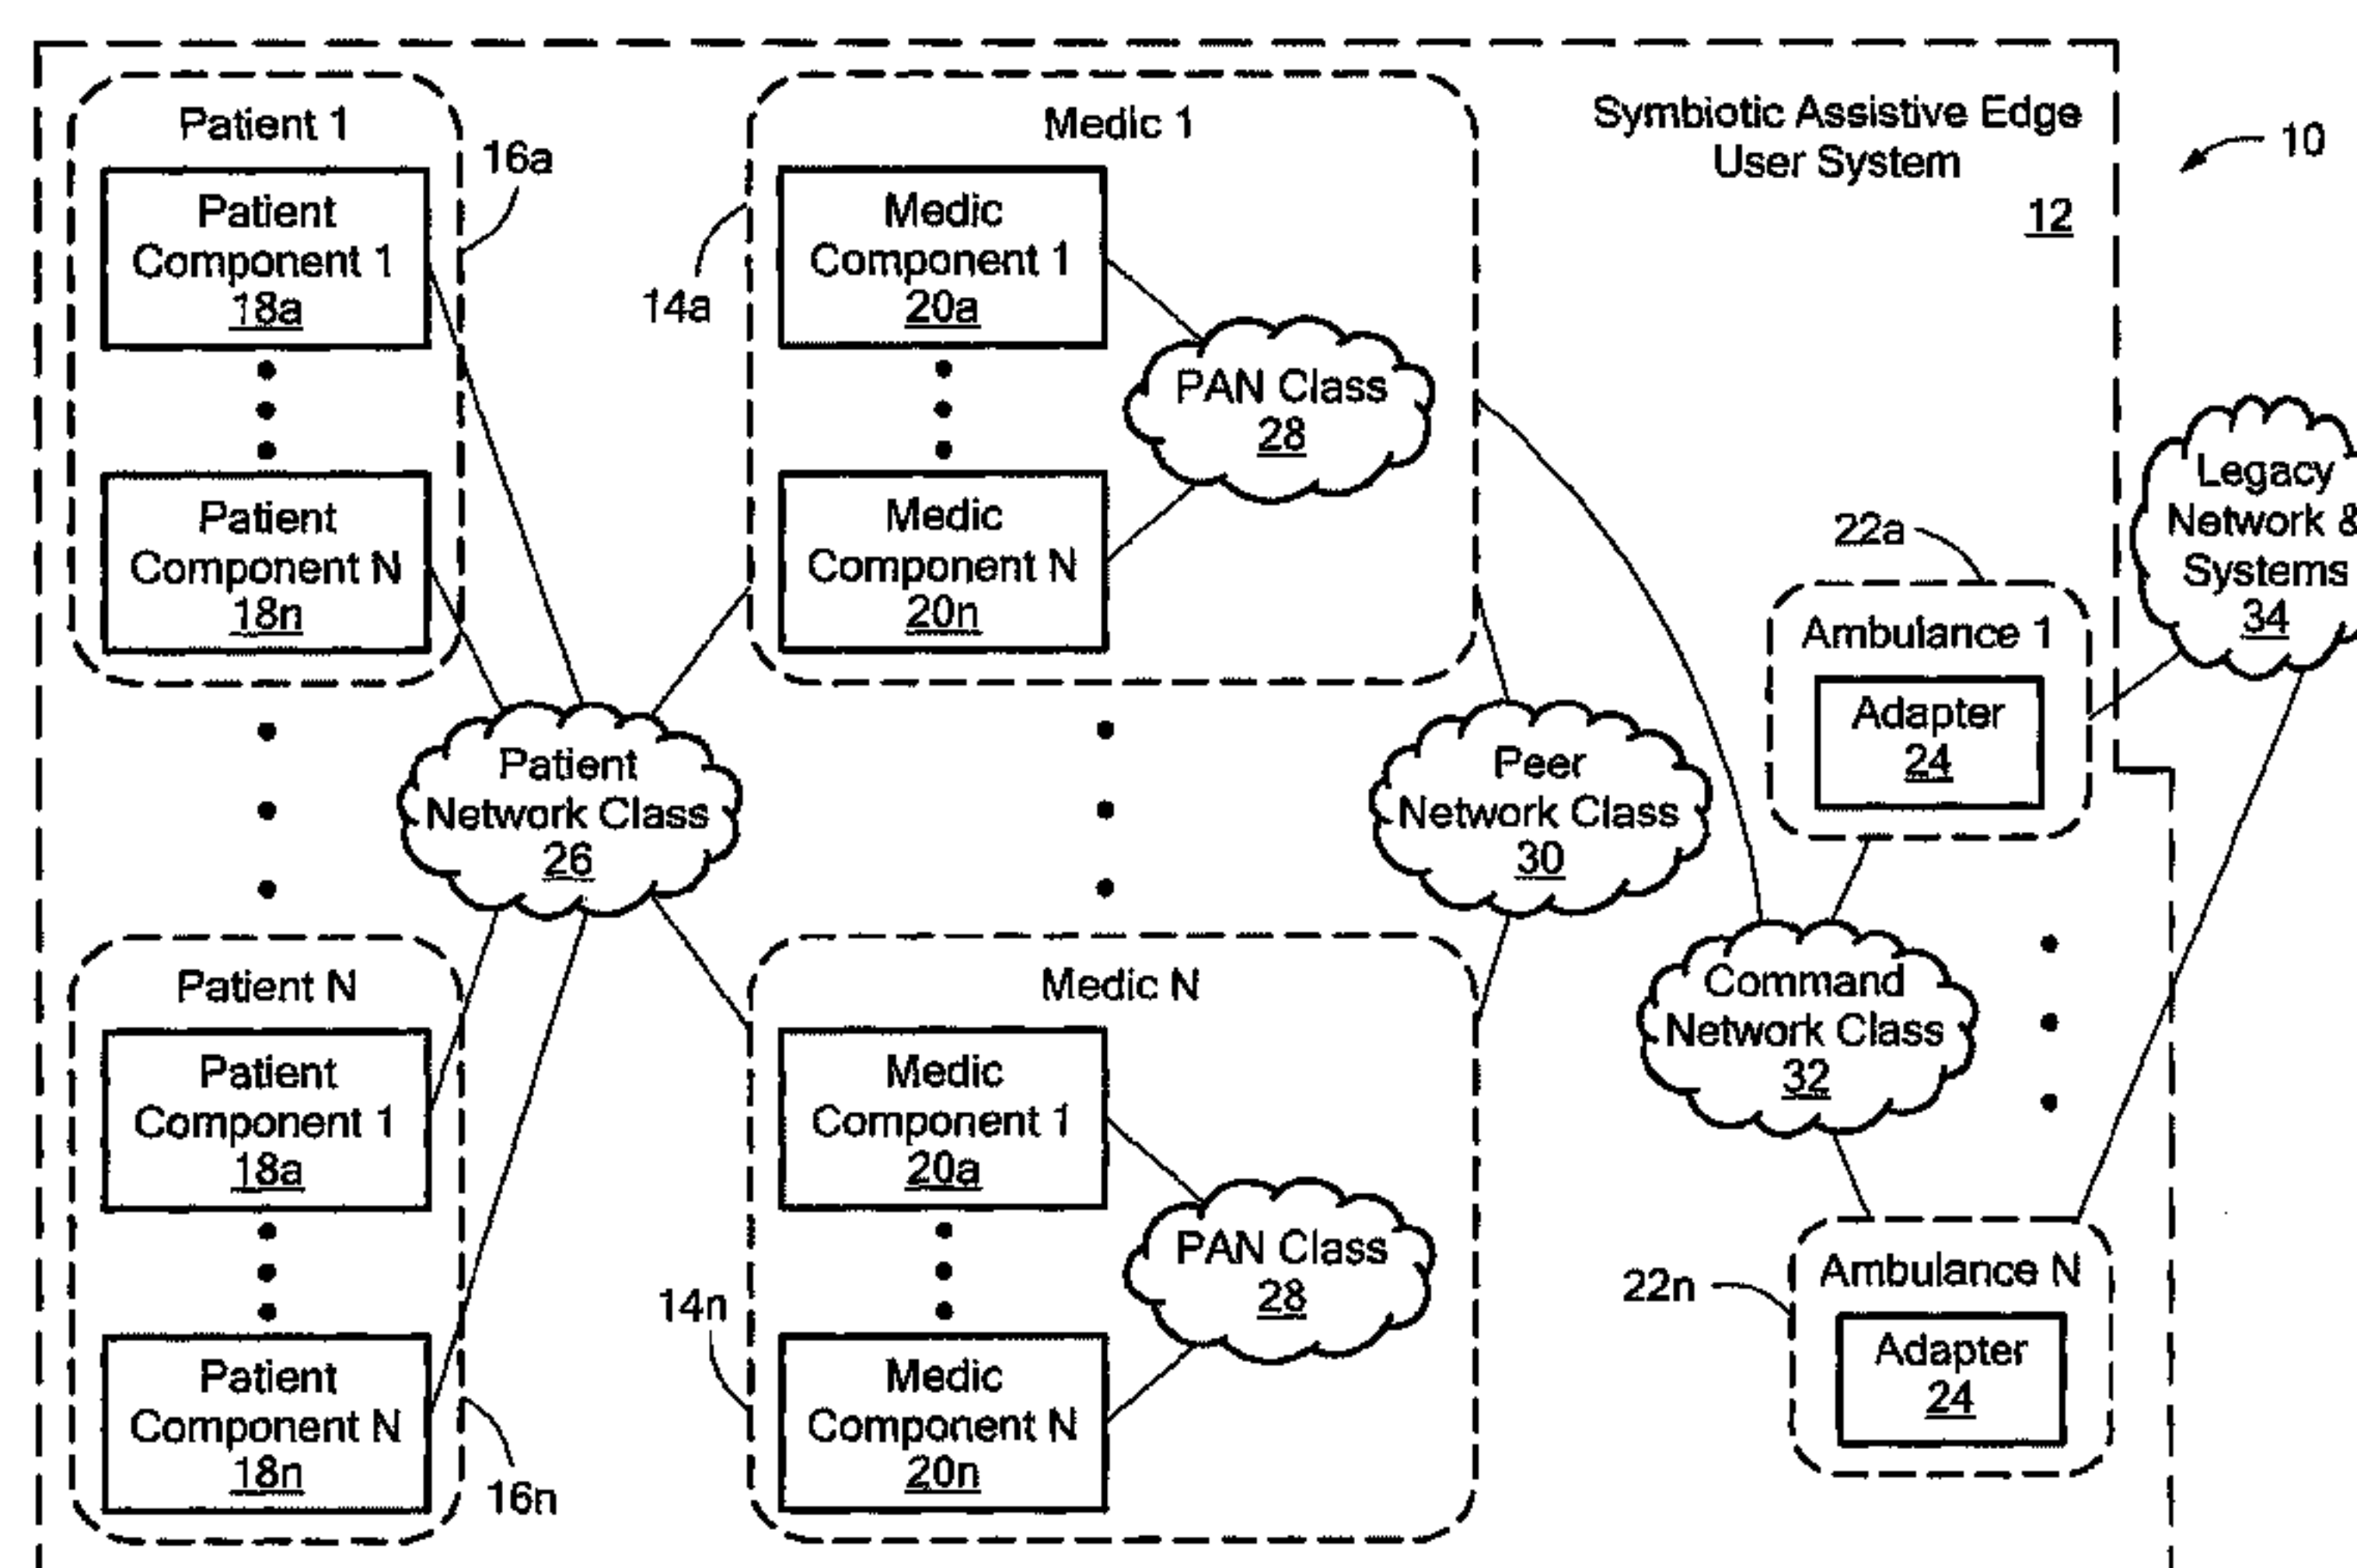 Patient 1
Patient
Component 1
18a
Patient
Component N
18n
16a
Medic 1
Medic
Component 1
20a
Medic
Component N
20n
PAN Class
28
14a
Symbiotic Assistive Edge
User System
12
10
Patient
Network Class
26
Peer
Network Class
30
22a
Ambulance 1
Adapter
24
Legacy
Network &
Systems
34
Command
Network Class
32
Patient N
Patient
Component 1
18a
Patient
Component N
18n
16n
Medic N
Medic
Component 1
20a
Medic
Component N
20n
PAN Class
28
14n
22n
Ambulance N
Adapter
24